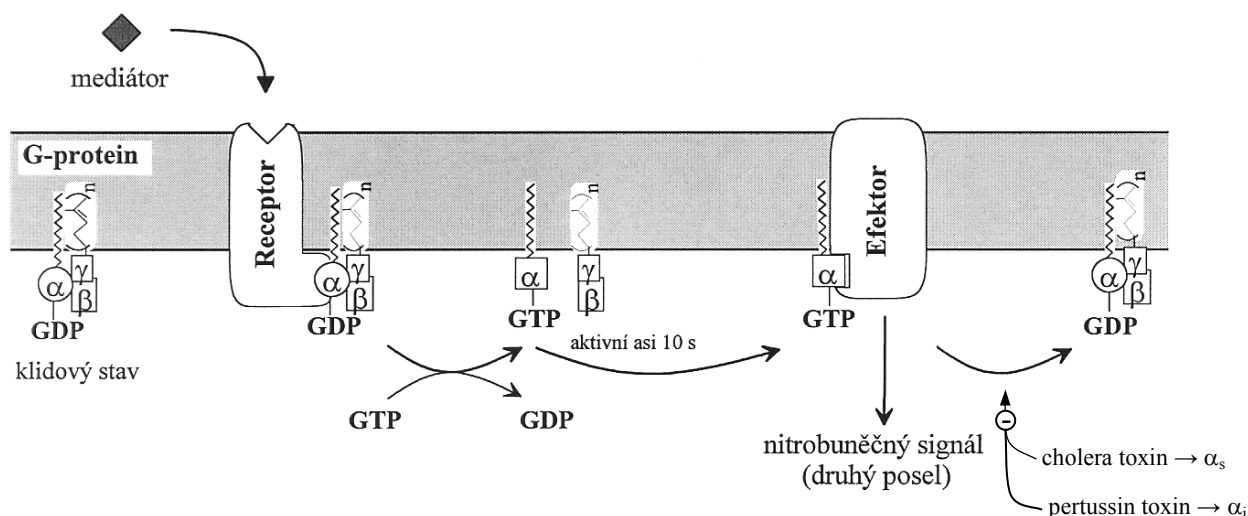 mediátor
G-protein
n
α
γ
β
GDP
klidový stav
Receptor
n
α
γ
β
GDP
α
GTP
n
γ
β
aktivní asi 10 s
GTP
GDP
Efektor
α
GTP
nitrobuněčný signál
(druhý posel)
n
α
γ
β
GDP
-
cholera toxin → αs
pertussin toxin → αi